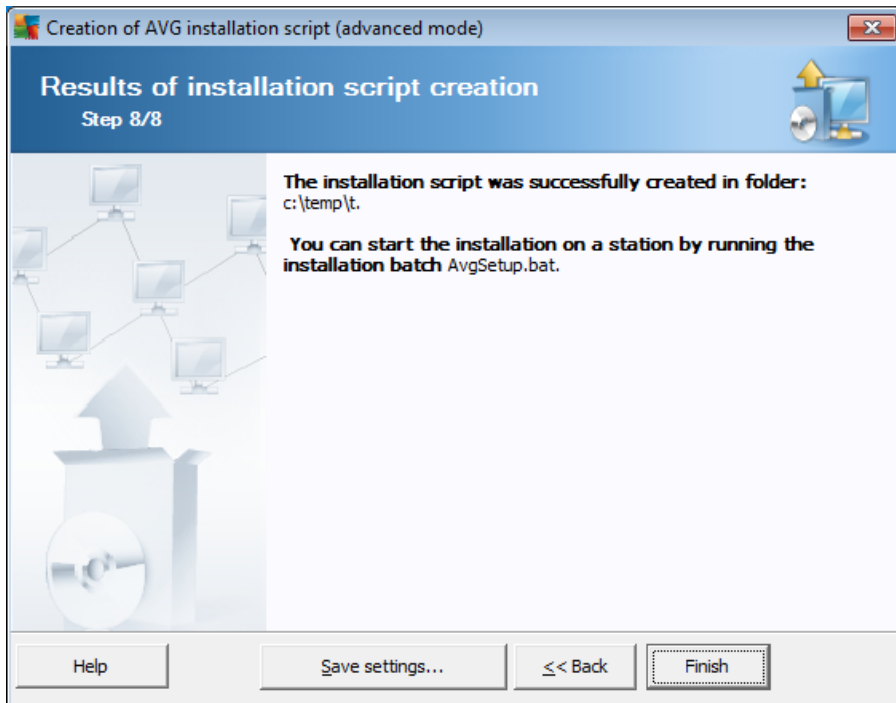 Creation of AVG installation script (advanced mode)
Results of installation script creation
Step 8/8
The installation script was successfully created in folder:
c:\temp\t.
You can start the installation on a station by running the
installation batch AvgSetup.bat.
Help
Save settings...
<< Back
Finish